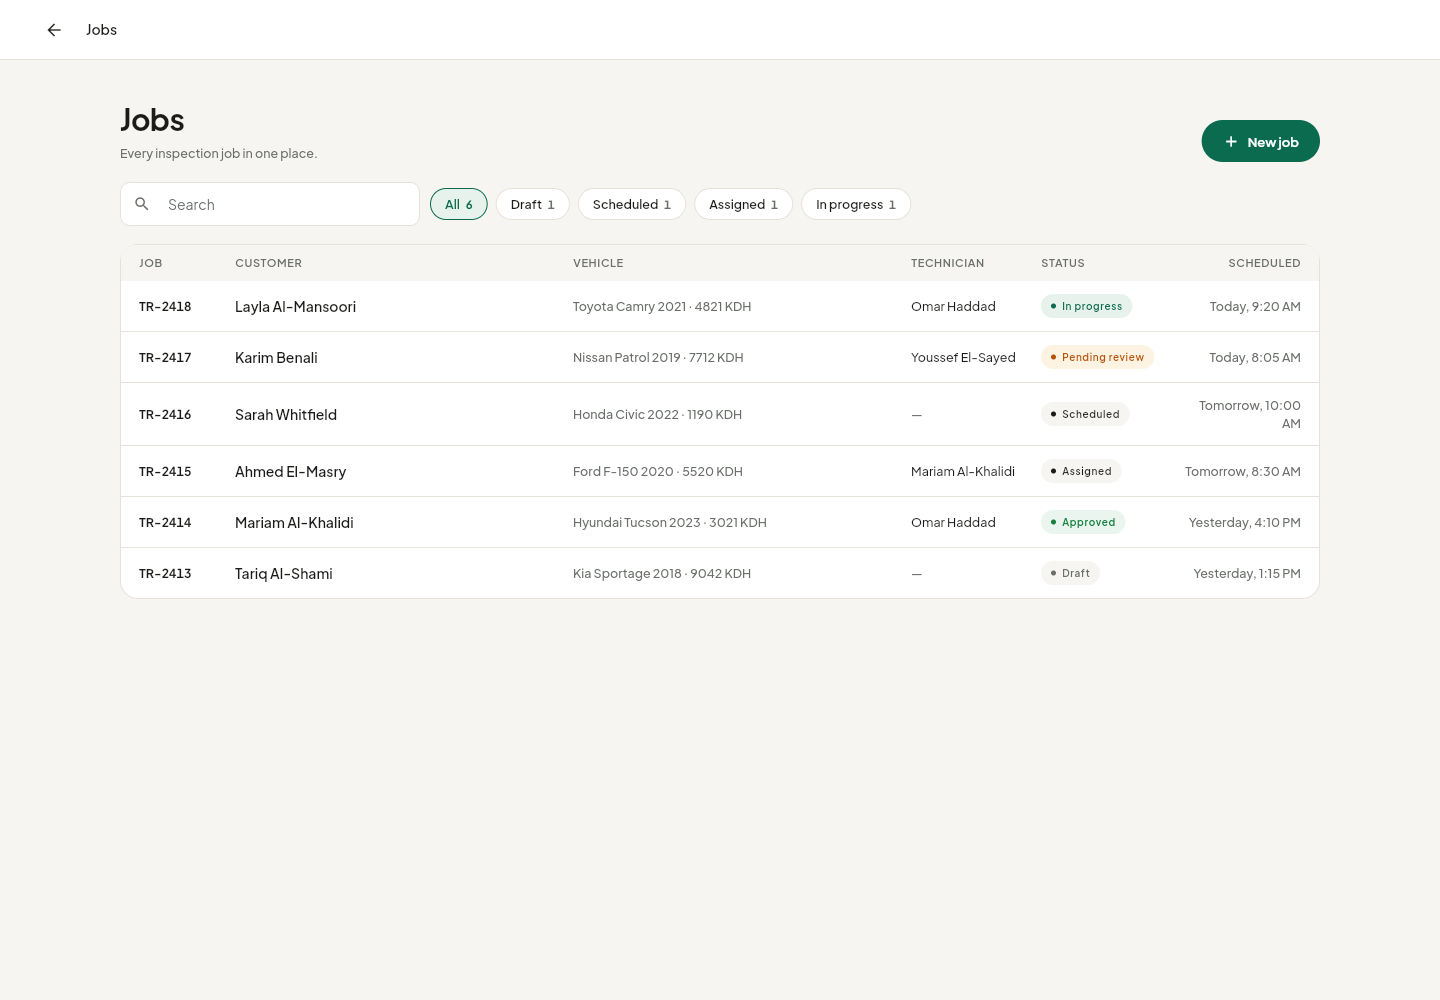 Jobs
Jobs
Every inspection job in one place.
New job
Search
All 6
Draft 1
Scheduled 1
Assigned 1
In progress 1
JOB CUSTOMER VEHICLE TECHNICIAN STATUS SCHEDULED
TR-2418 Layla Al-Mansoori Toyota Camry 2021 · 4821 KDH Omar Haddad In progress Today, 9:20 AM
TR-2417 Karim Benali Nissan Patrol 2019 · 7712 KDH Youssef El-Sayed Pending review Today, 8:05 AM
TR-2416 Sarah Whitfield Honda Civic 2022 · 1190 KDH — Scheduled Tomorrow, 10:00
AM
TR-2415 Ahmed El-Masry Ford F-150 2020 · 5520 KDH Mariam Al-Khalidi Assigned Tomorrow, 8:30 AM
TR-2414 Mariam Al-Khalidi Hyundai Tucson 2023 · 3021 KDH Omar Haddad Approved Yesterday, 4:10 PM
TR-2413 Tariq Al-Shami Kia Sportage 2018 · 9042 KDH — Draft Yesterday, 1:15 PM